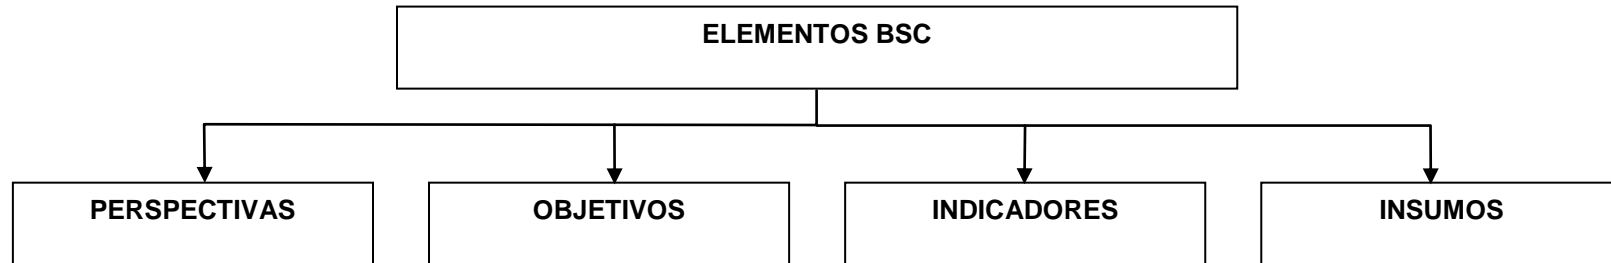 ELEMENTOS BSC
PERSPECTIVAS
OBJETIVOS
INDICADORES
INSUMOS